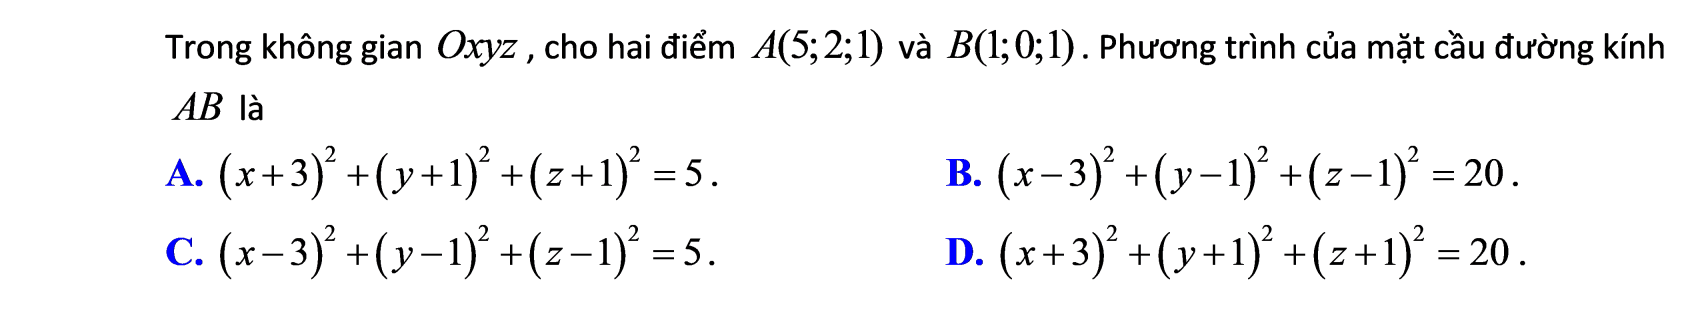 Trong không gian Oxyz , cho hai điểm A(5;2;1) và B(1;0;1) . Phương trình của mặt cầu đường kính
AB là
A. (x+3)² +(y+1)² +(z+1)² = 5 . B. (x−3)² +(y−1)² +(z−1)² = 20 .
C. (x−3)² +(y−1)² +(z−1)² = 5 . D. (x+3)² +(y+1)² +(z+1)² = 20 .